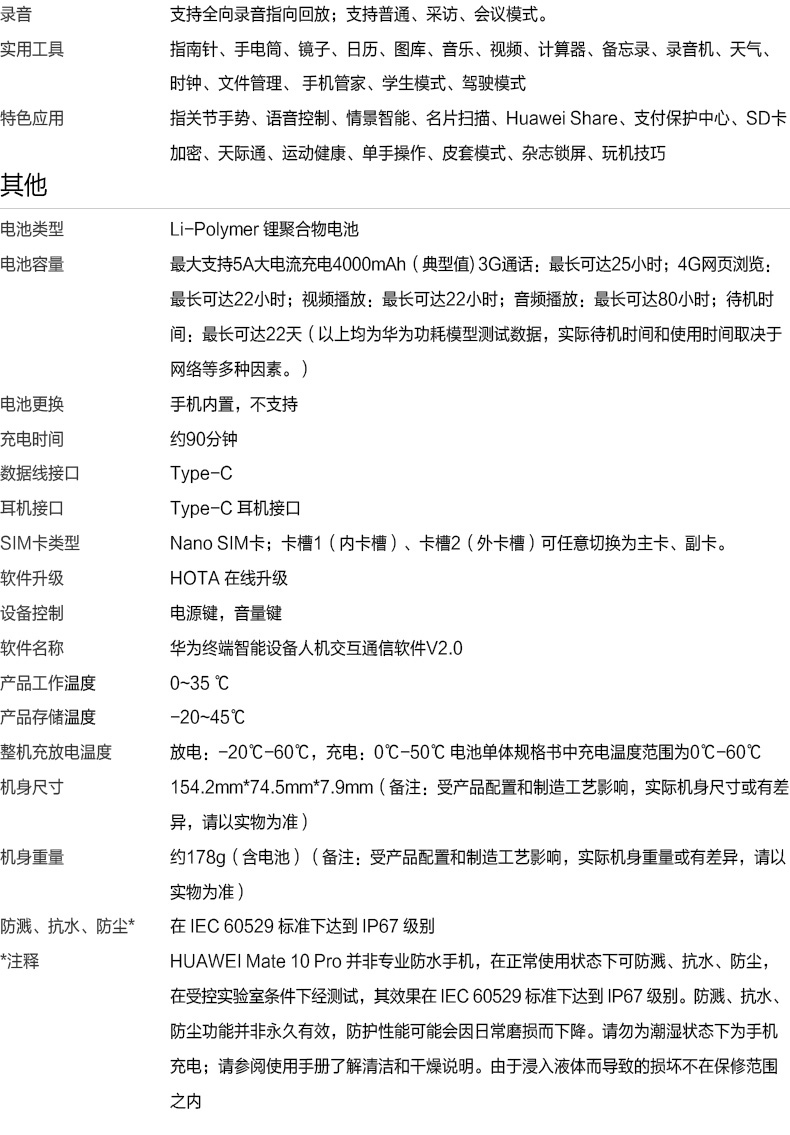 录音 支持全向录音指向回放；支持普通、采访、会议模式。
实用工具 指南针、手电筒、镜子、日历、图库、音乐、视频、计算器、备忘录、录音机、天气、
时钟、文件管理、 手机管家、学生模式、驾驶模式
特色应用 指关节手势、语音控制、情景智能、名片扫描、Huawei Share、支付保护中心、SD卡
加密、天际通、运动健康、单手操作、皮套模式、杂志锁屏、玩机技巧
其他
电池类型 Li-Polymer 锂聚合物电池
电池容量 最大支持5A大电流充电4000mAh（典型值) 3G通话：最长可达25小时；4G网页浏览：
最长可达22小时；视频播放：最长可达22小时；音频播放：最长可达80小时；待机时
间：最长可达22天（以上均为华为功耗模型测试数据，实际待机时间和使用时间取决于
网络等多种因素。）
电池更换 手机内置，不支持
充电时间 约90分钟
数据线接口 Type-C
耳机接口 Type-C 耳机接口
SIM卡类型 Nano SIM卡；卡槽1（内卡槽）、卡槽2（外卡槽）可任意切换为主卡、副卡。
软件升级 HOTA 在线升级
设备控制 电源键，音量键
软件名称 华为终端智能设备人机交互通信软件V2.0
产品工作温度 0~35 ℃
产品存储温度 -20~45℃
整机充放电温度 放电：-20℃-60℃，充电：0℃-50℃ 电池单体规格书中充电温度范围为0℃-60℃
机身尺寸 154.2mm*74.5mm*7.9mm（备注：受产品配置和制造工艺影响，实际机身尺寸或有差
异，请以实物为准）
机身重量 约178g（含电池）（备注：受产品配置和制造工艺影响，实际机身重量或有差异，请以
实物为准）
防溅、抗水、防尘* 在 IEC 60529 标准下达到 IP67 级别
*注释 HUAWEI Mate 10 Pro 并非专业防水手机，在正常使用状态下可防溅、抗水、防尘，
在受控实验室条件下经测试，其效果在 IEC 60529 标准下达到 IP67 级别。防溅、抗水、
防尘功能并非永久有效，防护性能可能会因日常磨损而下降。请勿为潮湿状态下为手机
充电；请参阅使用手册了解清洁和干燥说明。由于浸入液体而导致的损坏不在保修范围
之内